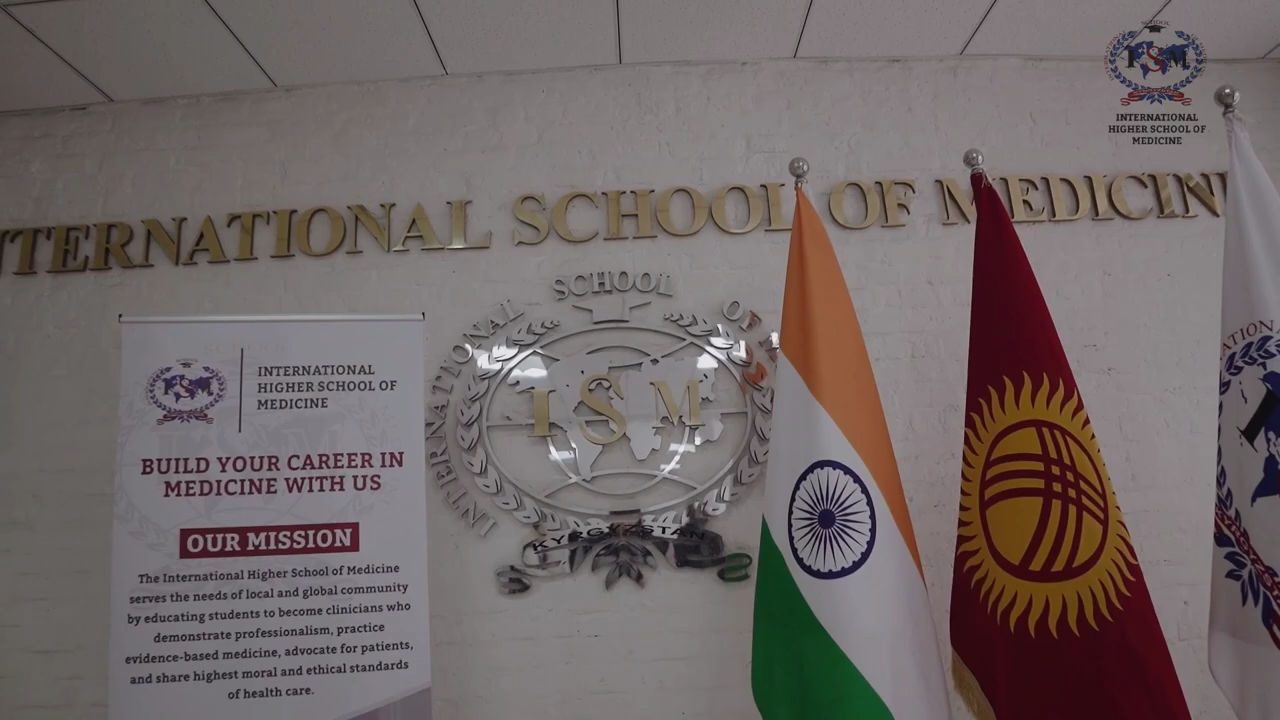 INTERNATIONAL
HIGHER SCHOOL OF
MEDICINE
SCHOOL OF MEDICIN
INTERNATIONAL SCHOOL OF
ISM
KYRGYZSTAN
INTERNATIONAL
HIGHER SCHOOL OF
MEDICINE
BUILD YOUR CAREER IN
MEDICINE WITH US
OUR MISSION
The International Higher School of Medicine
serves the needs of local and global community
by educating students to become clinicians who
demonstrate professionalism, practice
evidence-based medicine, advocate for patients,
and share highest moral and ethical standards
of health care.